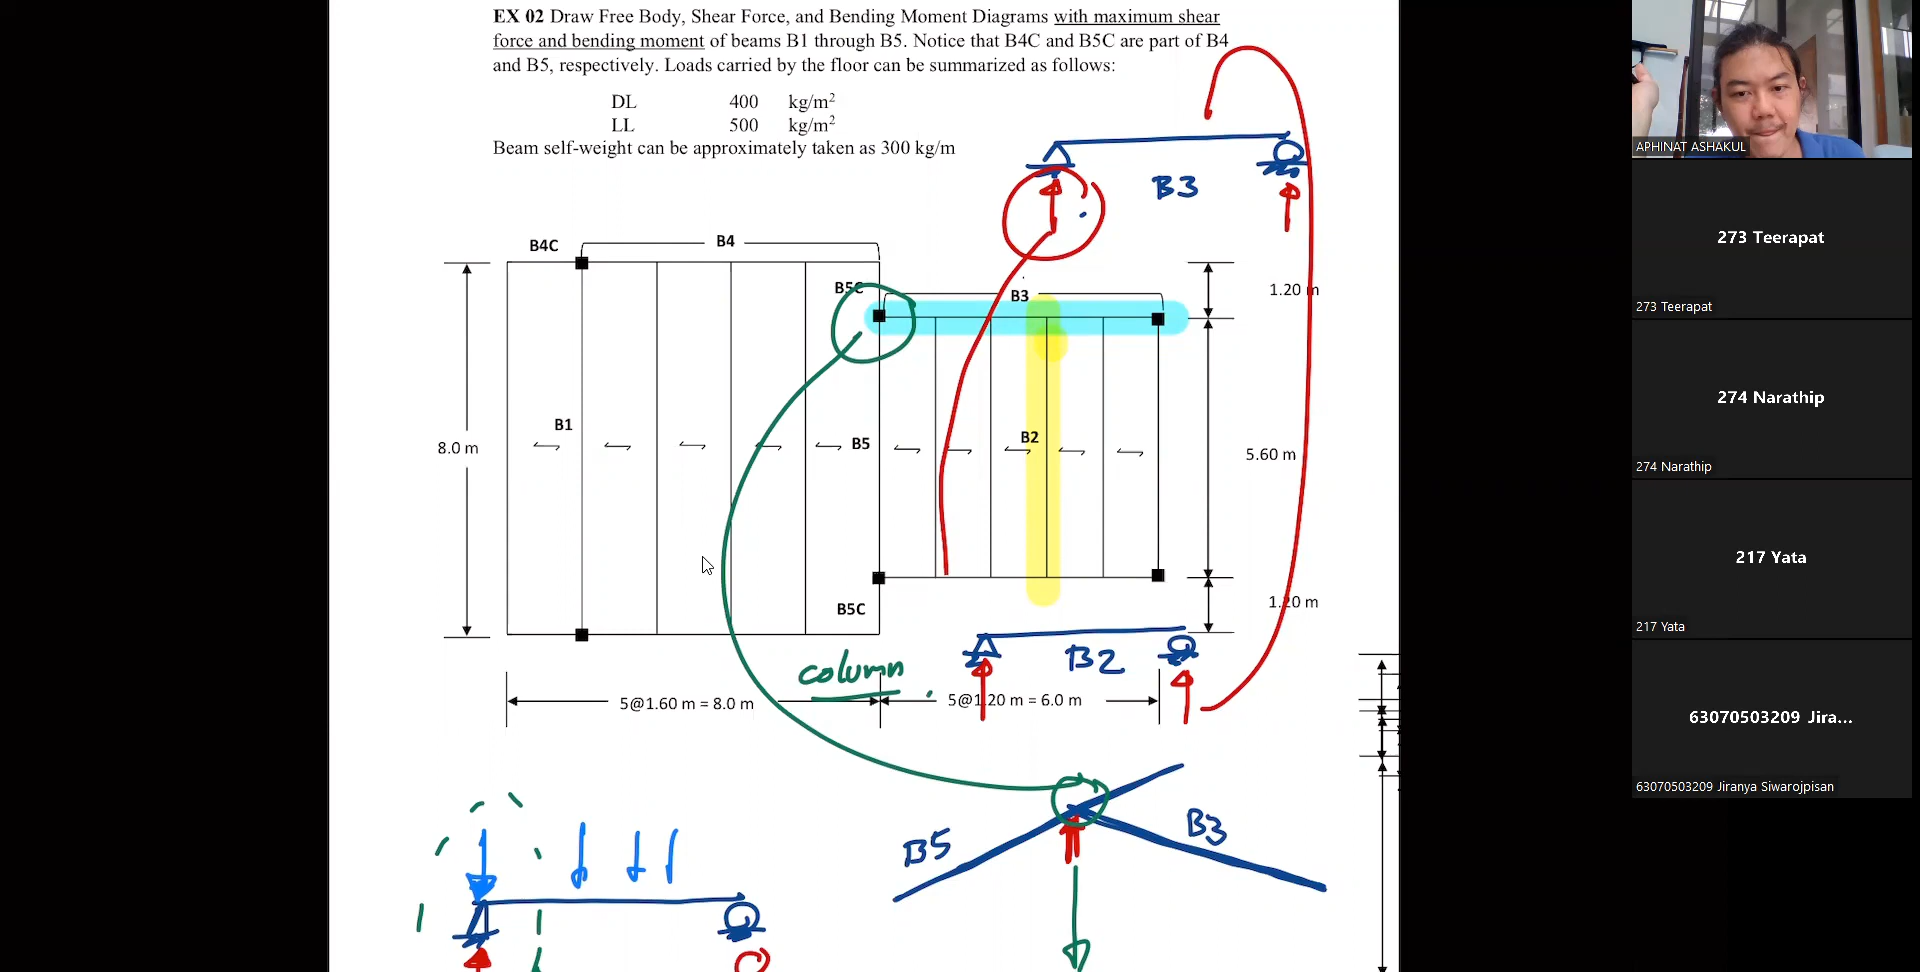 EX 02 Draw Free Body, Shear Force, and Bending Moment Diagrams with maximum shear
force and bending moment of beams B1 through B5. Notice that B4C and B5C are part of B4
and B5, respectively. Loads carried by the floor can be summarized as follows:
DL 400 kg/m²
LL 500 kg/m²
Beam self-weight can be approximately taken as 300 kg/m
B3
B4C
B4
B5C
B3
1.20 m
B1
8.0 m
B5
B2
5.60 m
B5C
1.20 m
B2
column
5@1.60 m = 8.0 m
5@1.20 m = 6.0 m
B5
B3
APHINAT ASHAKUL
273 Teerapat
273 Teerapat
274 Narathip
274 Narathip
217 Yata
217 Yata
63070503209 Jira...
63070503209 Jiranya Siwarojpisan